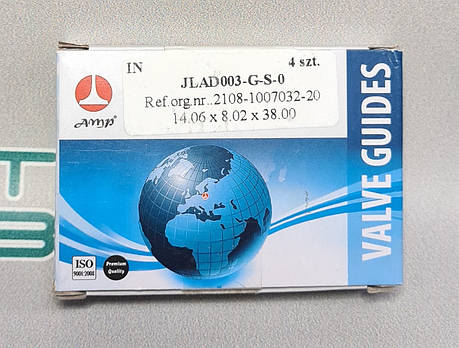 IN
4 szt.
JLAD003-G-S-0
Ref.org.nr..2108-1007032-20
14.06 x 8.02 x 38.00
AMP
VALVE GUIDES
ISO
9001:2008
Premium
Quality